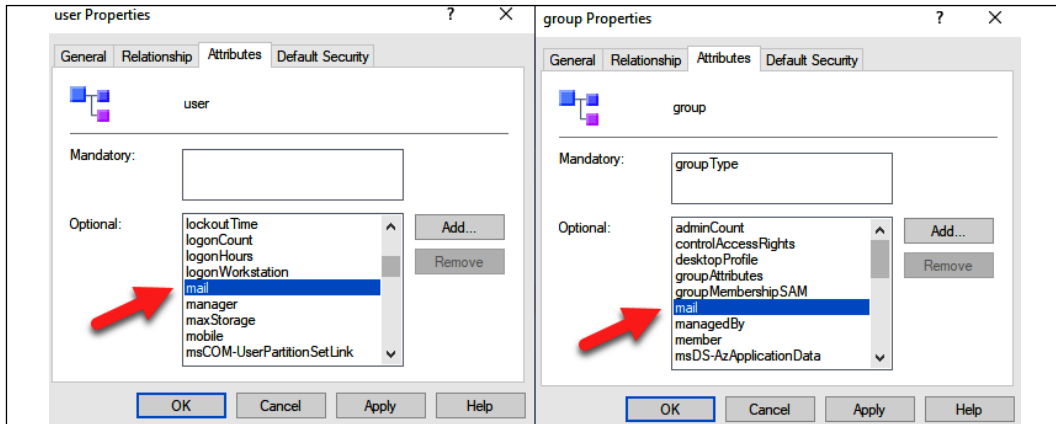 user Properties
?
General Relationship Attributes Default Security
user
Mandatory:
Optional:
lockoutTime
logonCount
logonHours
logonWorkstation
mail
manager
maxStorage
mobile
msCOM-UserPartitionSetLink
Add...
Remove
OK Cancel Apply Help
group Properties
?
General Relationship Attributes Default Security
group
Mandatory:
groupType
Optional:
adminCount
controlAccessRights
desktopProfile
groupAttributes
groupMembershipSAM
mail
managedBy
member
msDS-AzApplicationData
Add...
Remove
OK Cancel Apply Help